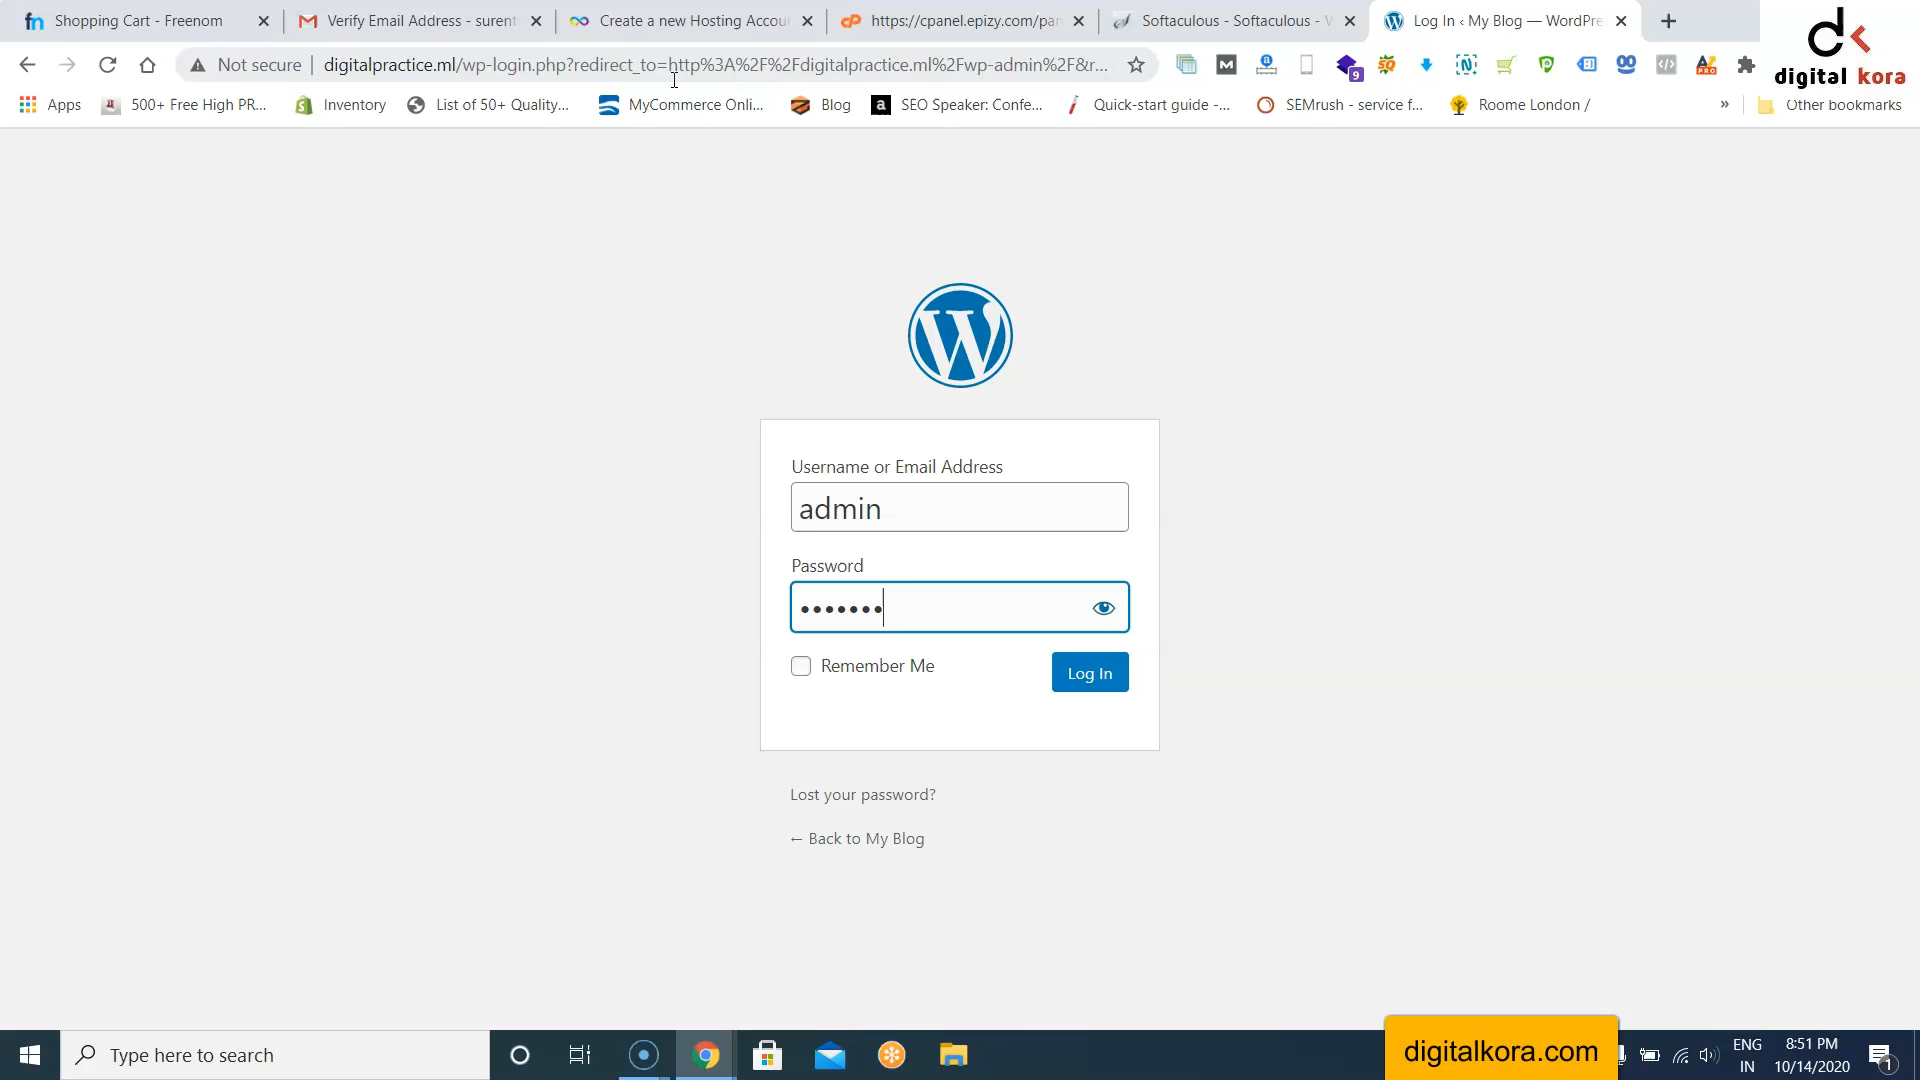 Shopping Cart - Freenom
Verify Email Address - surent
Create a new Hosting Accou
https://cpanel.epizy.com/pan
Softaculous - Softaculous - W
Log In ‹ My Blog — WordPre
Not secure
digitalpractice.ml/wp-login.php?redirect_to=http%3A%2F%2Fdigitalpractice.ml%2Fwp-admin%2F&r...
9
digital kora
Apps
500+ Free High PR...
Inventory
List of 50+ Quality...
MyCommerce Onli...
Blog
SEO Speaker: Confe...
Quick-start guide -...
SEMrush - service f...
Roome London /
»
Other bookmarks
Username or Email Address
admin
Password
Remember Me
Log In
Lost your password?
← Back to My Blog
Type here to search
digitalkora.com
ENG
IN
8:51 PM
10/14/2020
1